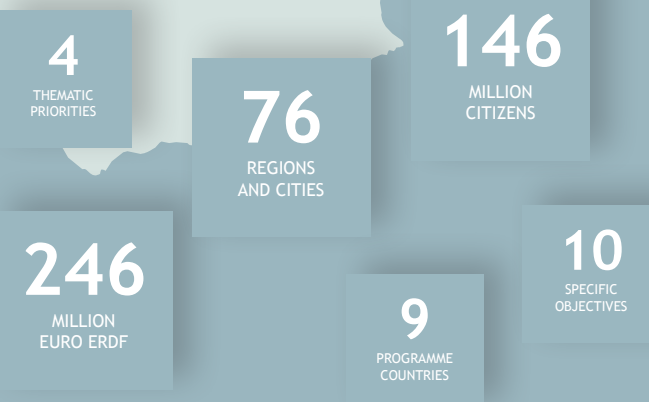 4
THEMATIC
PRIORITIES
146
MILLION
CITIZENS
76
REGIONS
AND CITIES
246
MILLION
EURO ERDF
10
SPECIFIC
OBJECTIVES
9
PROGRAMME
COUNTRIES